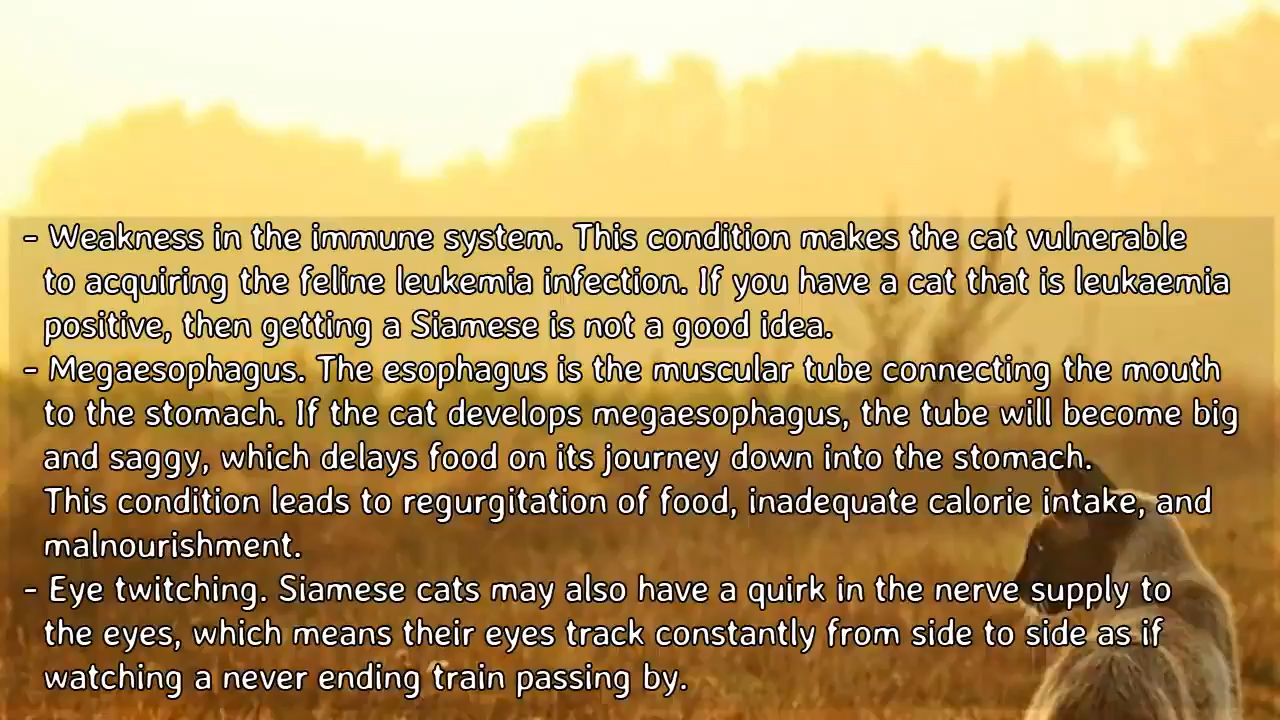 - Weakness in the immune system. This condition makes the cat vulnerable
to acquiring the feline leukemia infection. If you have a cat that is leukaemia
positive, then getting a Siamese is not a good idea.
- Megaesophagus. The esophagus is the muscular tube connecting the mouth
to the stomach. If the cat develops megaesophagus, the tube will become big
and saggy, which delays food on its journey down into the stomach.
This condition leads to regurgitation of food, inadequate calorie intake, and
malnourishment.
- Eye twitching. Siamese cats may also have a quirk in the nerve supply to
the eyes, which means their eyes track constantly from side to side as if
watching a never ending train passing by.